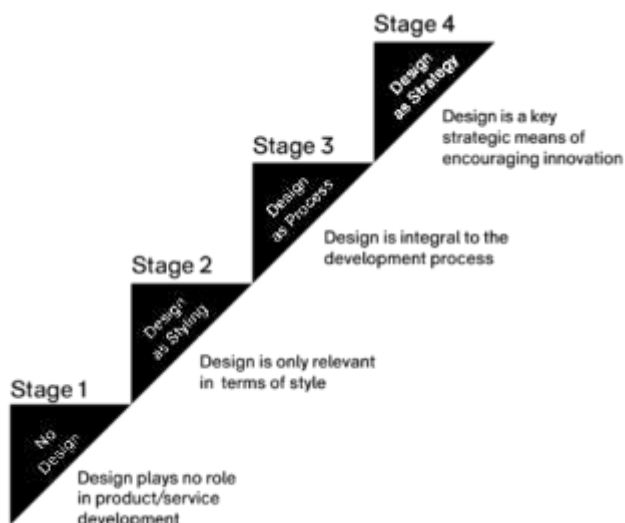 Stage 4
Design
as Strategy
Design is a key
strategic means of
encouraging innovation
Stage 3
Design
as Process
Design is integral to the
development process
Stage 2
Design
as Styling
Design is only relevant
in terms of style
Stage 1
No
Design
Design plays no role
in product/service
development